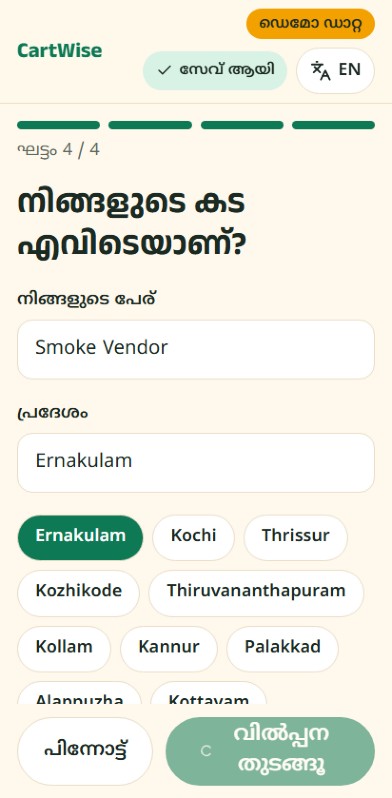 ഡെമോ ഡാറ്റ
CartWise
സേവ് ആയി
EN
ഘട്ടം 4 / 4
നിങ്ങളുടെ കട
എവിടെയാണ്?
നിങ്ങളുടെ പേര്
Smoke Vendor
പ്രദേശം
Ernakulam
Ernakulam Kochi Thrissur
Kozhikode Thiruvananthapuram
Kollam Kannur Palakkad
Alappuzha Kottayam
പിന്നോട്ട്
വിൽപ്പന
തുടങ്ങൂ